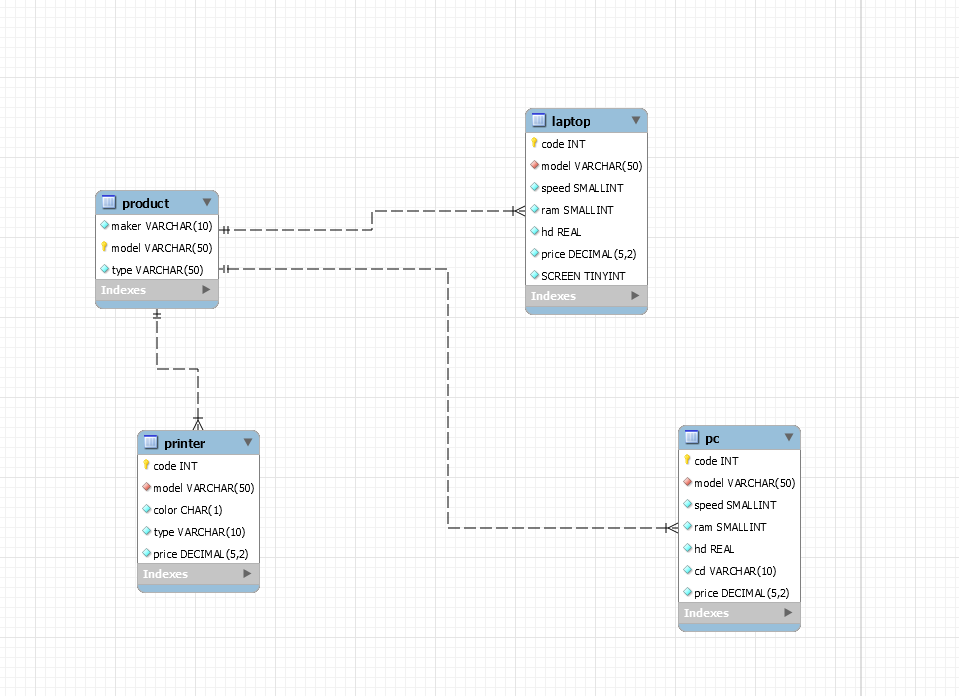 product
maker VARCHAR(10)
model VARCHAR(50)
type VARCHAR(50)
Indexes
laptop
code INT
model VARCHAR(50)
speed SMALLINT
ram SMALLINT
hd REAL
price DECIMAL(5,2)
SCREEN TINYINT
Indexes
printer
code INT
model VARCHAR(50)
color CHAR(1)
type VARCHAR(10)
price DECIMAL(5,2)
Indexes
pc
code INT
model VARCHAR(50)
speed SMALLINT
ram SMALLINT
hd REAL
cd VARCHAR(10)
price DECIMAL(5,2)
Indexes